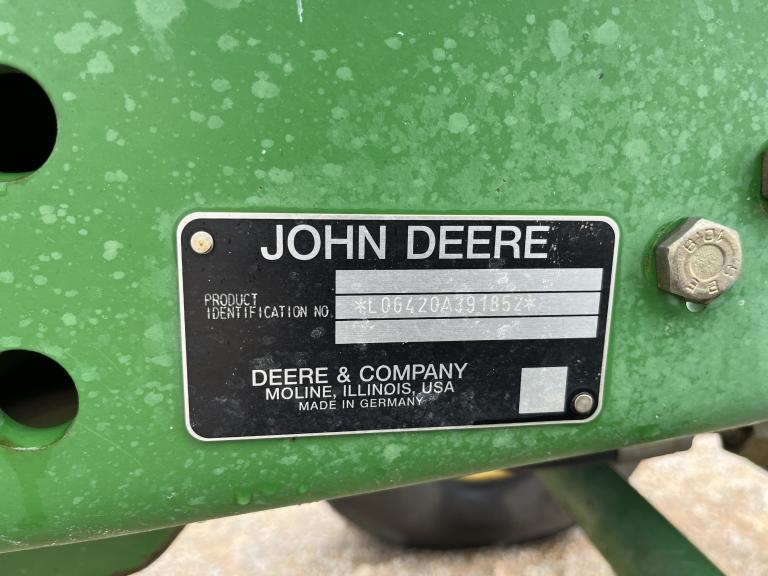 JOHN DEERE
PRODUCT
IDENTIFICATION NO.
*L06420A391852*
DEERE & COMPANY
MOLINE, ILLINOIS, USA
MADE IN GERMANY